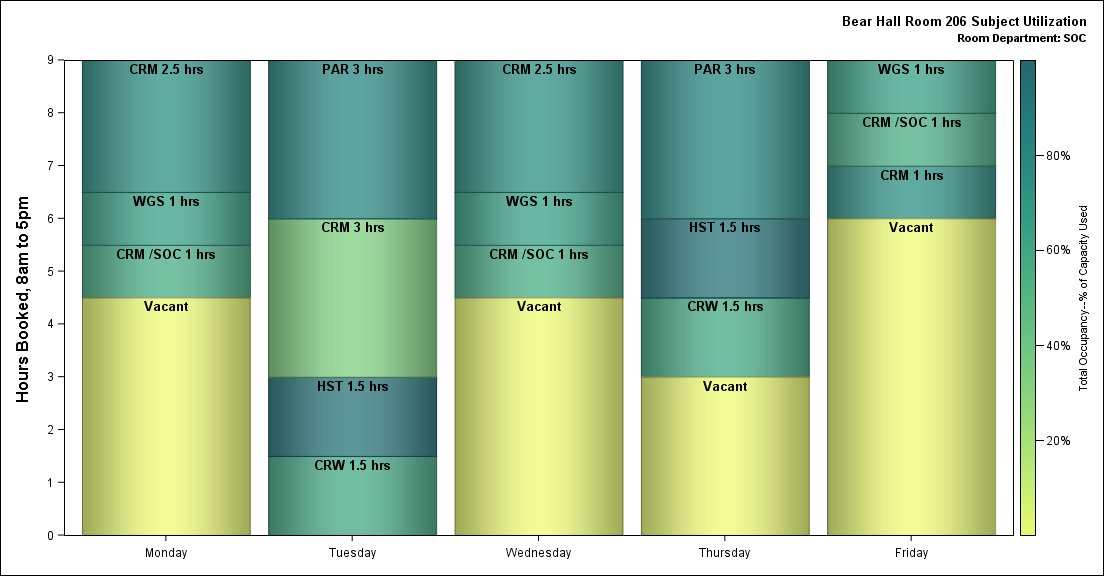 Bear Hall Room 206 Subject Utilization
Room Department: SOC
Hours Booked, 8am to 5pm
9
8
7
6
5
4
3
2
1
0
CRM 2.5 hrs
WGS 1 hrs
CRM /SOC 1 hrs
Vacant
PAR 3 hrs
CRM 3 hrs
HST 1.5 hrs
CRW 1.5 hrs
CRM 2.5 hrs
WGS 1 hrs
CRM /SOC 1 hrs
Vacant
PAR 3 hrs
HST 1.5 hrs
CRW 1.5 hrs
Vacant
WGS 1 hrs
CRM /SOC 1 hrs
CRM 1 hrs
Vacant
Monday
Tuesday
Wednesday
Thursday
Friday
80%
60%
40%
20%
Total Occupancy--% of Capacity Used